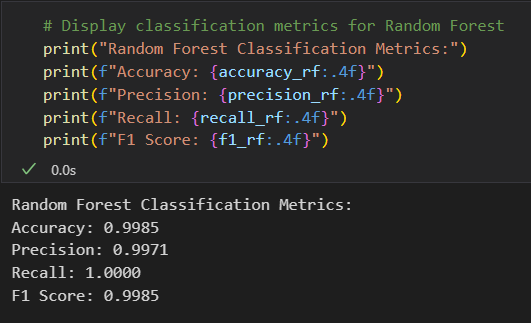 # Display classification metrics for Random Forest
print("Random Forest Classification Metrics:")
print(f"Accuracy: {accuracy_rf:.4f}")
print(f"Precision: {precision_rf:.4f}")
print(f"Recall: {recall_rf:.4f}")
print(f"F1 Score: {f1_rf:.4f}")
0.0s
Random Forest Classification Metrics:
Accuracy: 0.9985
Precision: 0.9971
Recall: 1.0000
F1 Score: 0.9985